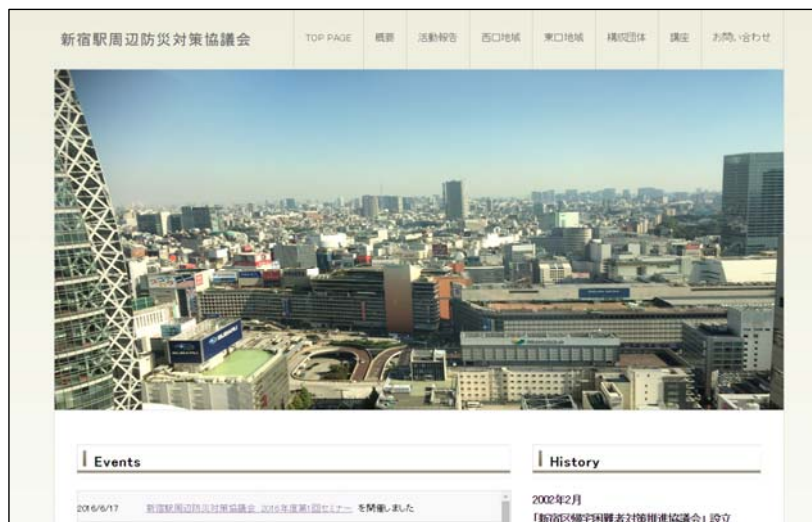 新宿駅周辺防災対策協議会
TOP PAGE 概要 活動報告 西口地域 東口地域 構成団体 講座 お問い合わせ
SUBARU
Events
History
2016/6/17 新宿駅周辺防災対策協議会 2016年度第1回セミナー を開催しました
2002年2月
「新宿区帰宅困難者対策推進協議会」設立